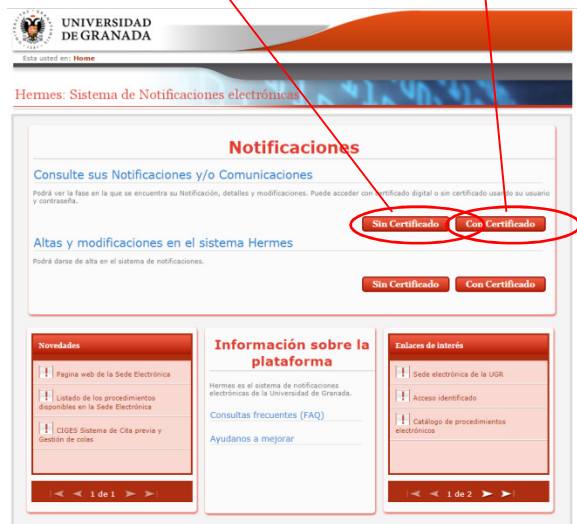 UNIVERSIDAD
DE GRANADA
Esta usted en: Home
Hermes: Sistema de Notificaciones electrónicas
Notificaciones
Consulte sus Notificaciones y/o Comunicaciones
Podrá ver la fase en la que se encuentra su Notificación, detalles y modificaciones. Puede acceder con certificado digital o sin certificado usando su usuario
y contraseña.
Sin Certificado Con Certificado
Altas y modificaciones en el sistema Hermes
Podrá darse de alta en el sistema de notificaciones.
Sin Certificado Con Certificado
Novedades
Pagina web de la Sede Electrónica
Listado de los procedimientos
disponibles en la Sede Electrónica
CIGES Sistema de Cita previa y
Gestión de colas
1 de 1
Información sobre la
plataforma
Hermes es el sistema de notificaciones
electrónicas de la Universidad de Granada.
Consultas frecuentes (FAQ)
Ayudanos a mejorar
Enlaces de interés
Sede electrónica de la UGR
Acceso identificado
Catálogo de procedimientos
electrónicos
1 de 2